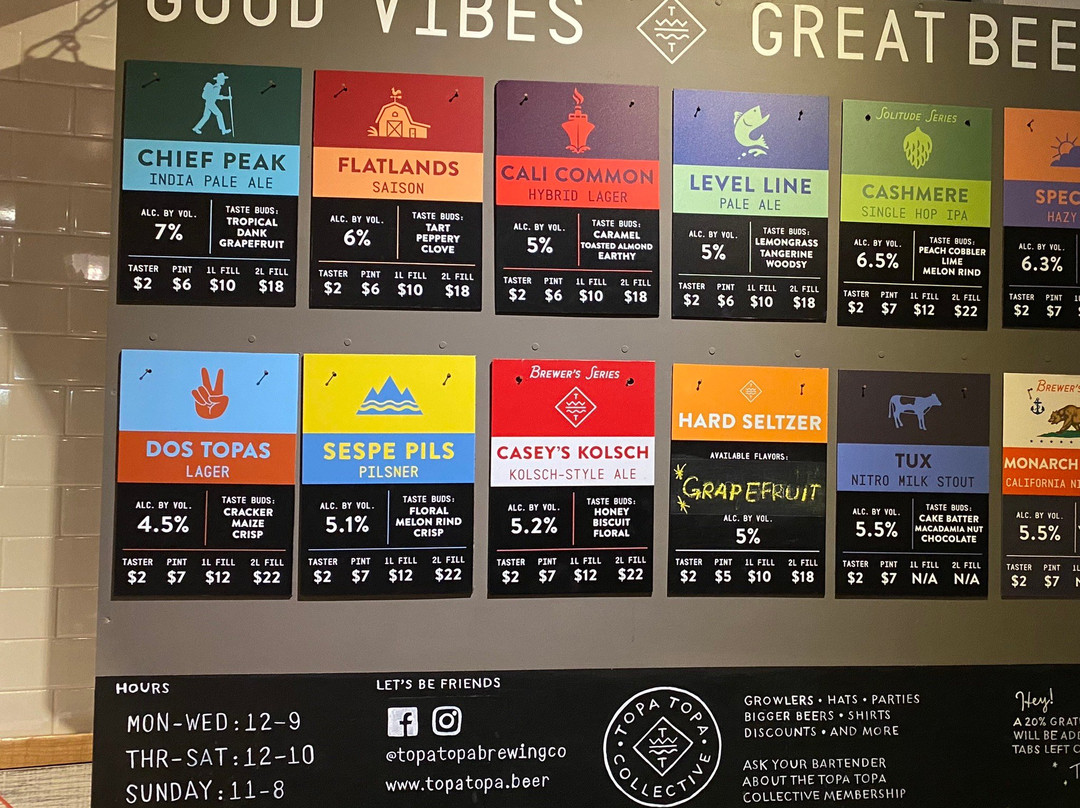 GOOD VIBES
GREAT BEE
CHIEF PEAK
INDIA PALE ALE
ALC. BY VOL.
7%
TASTE BUDS:
TROPICAL
DANK
GRAPEFRUIT
TASTER PINT 1L FILL 2L FILL
$2 $6 $10 $18
FLATLANDS
SAISON
ALC. BY VOL.
6%
TASTE BUDS:
TART
PEPPERY
CLOVE
TASTER PINT 1L FILL 2L FILL
$2 $6 $10 $18
CALI COMMON
HYBRID LAGER
ALC. BY VOL.
5%
TASTE BUDS:
CARAMEL
TOASTED ALMOND
EARTHY
TASTER PINT 1L FILL 2L FILL
$2 $6 $10 $18
LEVEL LINE
PALE ALE
ALC. BY VOL.
5%
TASTE BUDS:
LEMONGRASS
TANGERINE
WOODSY
TASTER PINT 1L FILL 2L FILL
$2 $6 $10 $18
SOLITUDE SERIES
CASHMERE
SINGLE HOP IPA
ALC. BY VOL.
6.5%
TASTE BUDS:
PEACH COBBLER
LIME
MELON RIND
TASTER PINT 1L FILL 2L FILL
$2 $7 $12 $22
SPEC
HAZY
ALC. BY VOL.
6.3%
TASTER PINT
$2 $7
DOS TOPAS
LAGER
ALC. BY VOL.
4.5%
TASTE BUDS:
CRACKER
MAIZE
CRISP
TASTER PINT 1L FILL 2L FILL
$2 $7 $12 $22
SESPE PILS
PILSNER
ALC. BY VOL.
5.1%
TASTE BUDS:
FLORAL
MELON RIND
CRISP
TASTER PINT 1L FILL 2L FILL
$2 $7 $12 $22
BREWER'S SERIES
CASEY'S KOLSCH
KOLSCH-STYLE ALE
ALC. BY VOL.
5.2%
TASTE BUDS:
HONEY
BISCUIT
FLORAL
TASTER PINT 1L FILL 2L FILL
$2 $7 $12 $22
HARD SELTZER
AVAILABLE FLAVORS:
GRAPEFRUIT
ALC. BY VOL.
5%
TASTER PINT 1L FILL 2L FILL
$2 $5 $10 $18
TUX
NITRO MILK STOUT
ALC. BY VOL.
5.5%
TASTE BUDS:
CAKE BATTER
MACADAMIA NUT
CHOCOLATE
TASTER PINT 1L FILL 2L FILL
$2 $7 N/A N/A
BREWER'S
MONARCH
CALIFORNIA NI
ALC. BY VOL.
5.5%
TASTER PINT
$2 $7
HOURS
MON-WED:12-9
THR-SAT:12-10
SUNDAY:11-8
LET'S BE FRIENDS
@topatopabrewingco
www.topatopa.beer
TOPA TOPA
COLLECTIVE
GROWLERS • HATS • PARTIES
BIGGER BEERS • SHIRTS
DISCOUNTS • AND MORE
ASK YOUR BARTENDER
ABOUT THE TOPA TOPA
COLLECTIVE MEMBERSHIP
Hey!
A 20% GRAT
WILL BE ADD
TABS LEFT O